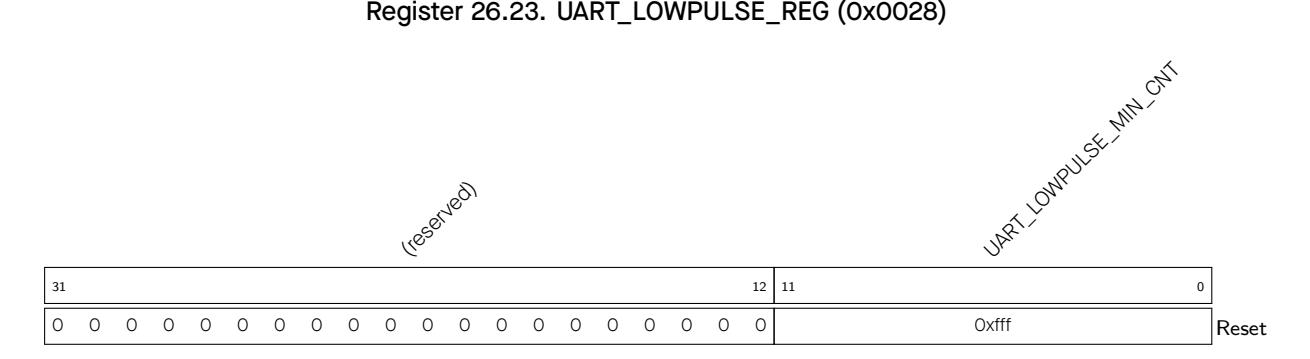 Register 26.23. UART_LOWPULSE_REG (0x0028)
(reserved)
UART_LOWPULSE_MIN_CNT
31 12 11 0
0 0 0 0 0 0 0 0 0 0 0 0 0 0 0 0 0 0 0 0 0xfff Reset